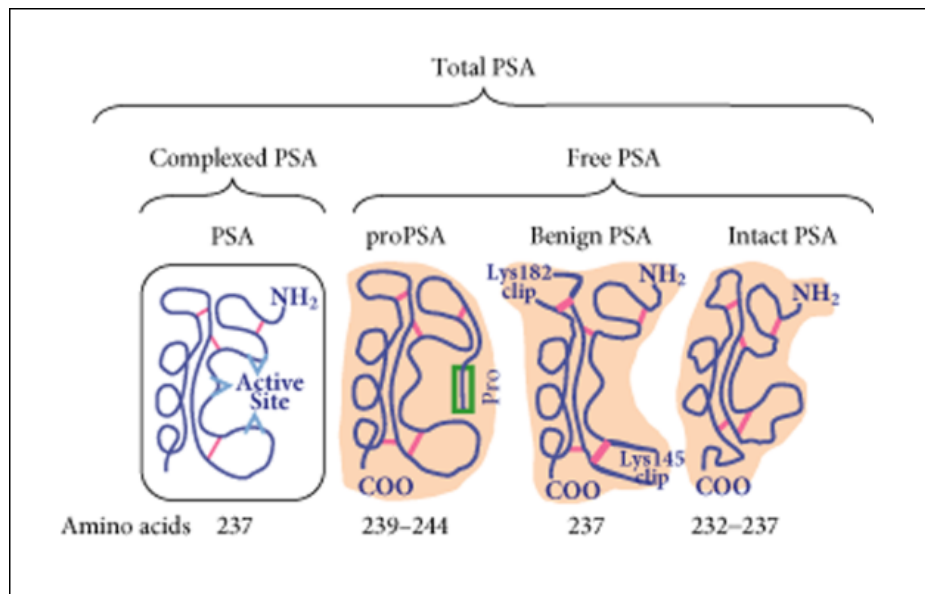 Total PSA
Complexed PSA
Free PSA
PSA
proPSA
Benign PSA
Intact PSA
NH2
Active
Site
Pro
COO
Lys182
clip
NH2
Lys145
clip
COO
NH2
COO
Amino acids 237 239–244 237 232–237